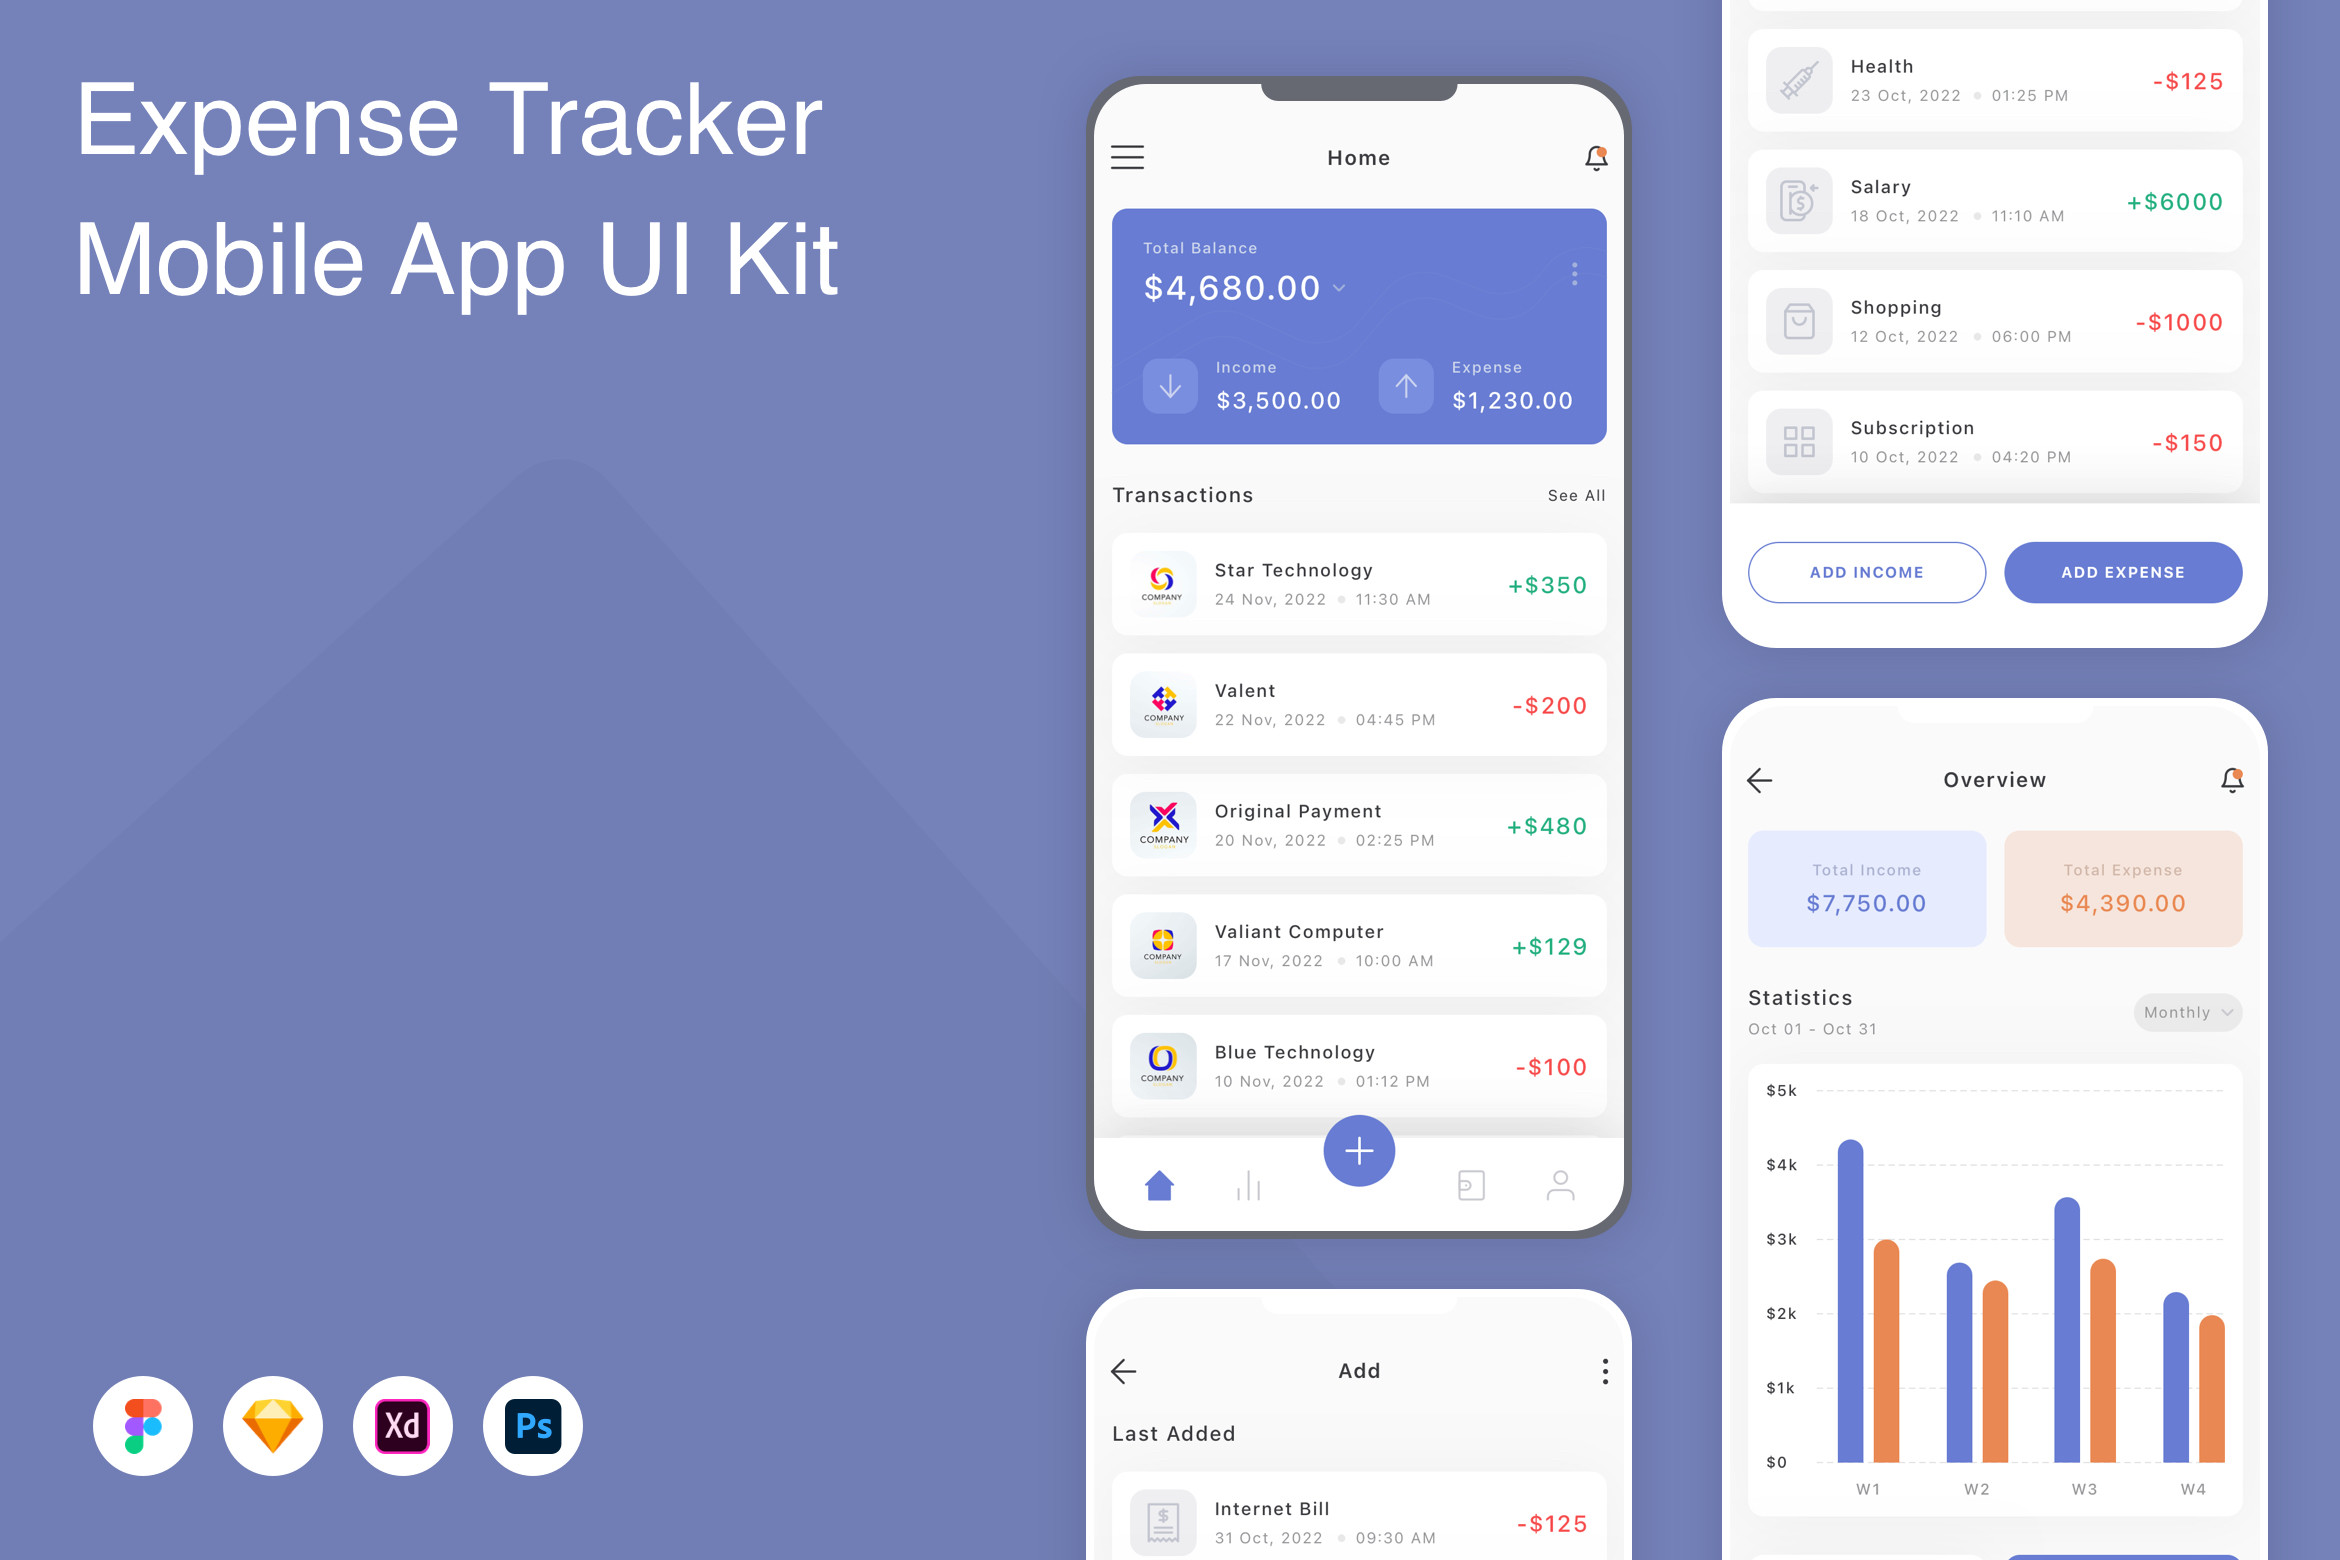 Expense Tracker
Mobile App UI Kit
Xd
Ps
Home
Total Balance
$4,680.00
Income
$3,500.00
Expense
$1,230.00
Transactions
See All
COMPANY
Star Technology
24 Nov, 2022 • 11:30 AM
+$350
COMPANY
Valent
22 Nov, 2022 • 04:45 PM
-$200
COMPANY
Original Payment
20 Nov, 2022 • 02:25 PM
+$480
COMPANY
Valiant Computer
17 Nov, 2022 • 10:00 AM
+$129
COMPANY
Blue Technology
10 Nov, 2022 • 01:12 PM
-$100
Add
Last Added
$
Internet Bill
31 Oct, 2022 • 09:30 AM
-$125
Health
23 Oct, 2022 • 01:25 PM
-$125
$
Salary
18 Oct, 2022 • 11:10 AM
+$6000
Shopping
12 Oct, 2022 • 06:00 PM
-$1000
Subscription
10 Oct, 2022 • 04:20 PM
-$150
ADD INCOME
ADD EXPENSE
Overview
Total Income
$7,750.00
Total Expense
$4,390.00
Statistics
Oct 01 - Oct 31
Monthly
$5k
$4k
$3k
$2k
$1k
$0
W1 W2 W3 W4